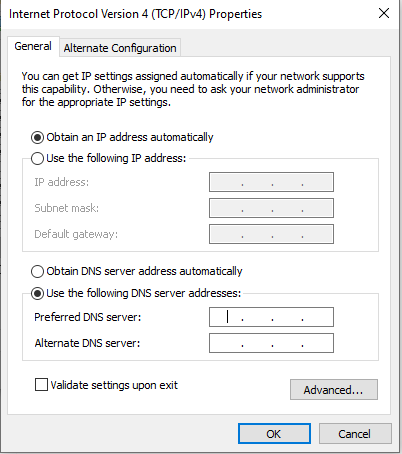 Internet Protocol Version 4 (TCP/IPv4) Properties
General
Alternate Configuration
You can get IP settings assigned automatically if your network supports
this capability. Otherwise, you need to ask your network administrator
for the appropriate IP settings.
Obtain an IP address automatically
Use the following IP address:
IP address:
. . .
Subnet mask:
. . .
Default gateway:
. . .
Obtain DNS server address automatically
Use the following DNS server addresses:
Preferred DNS server:
. . .
Alternate DNS server:
. . .
Validate settings upon exit
Advanced...
OK
Cancel